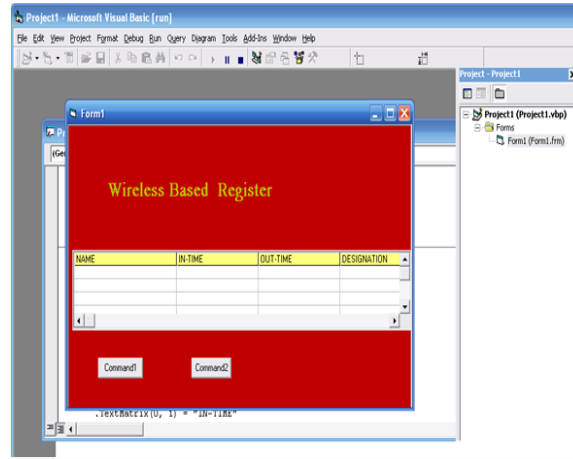 Project1 - Microsoft Visual Basic [run]
File Edit View Project Format Debug Run Query Diagram Tools Add-Ins Window Help
Project - Project1
Project1 (Project1.vbp)
Forms
Form1 (Form1.frm)
Form1
Wireless Based Register
NAME IN-TIME OUT-TIME DESIGNATION
Command1 Command2
.TextMatrix(0, 1) = "IN-TIME"